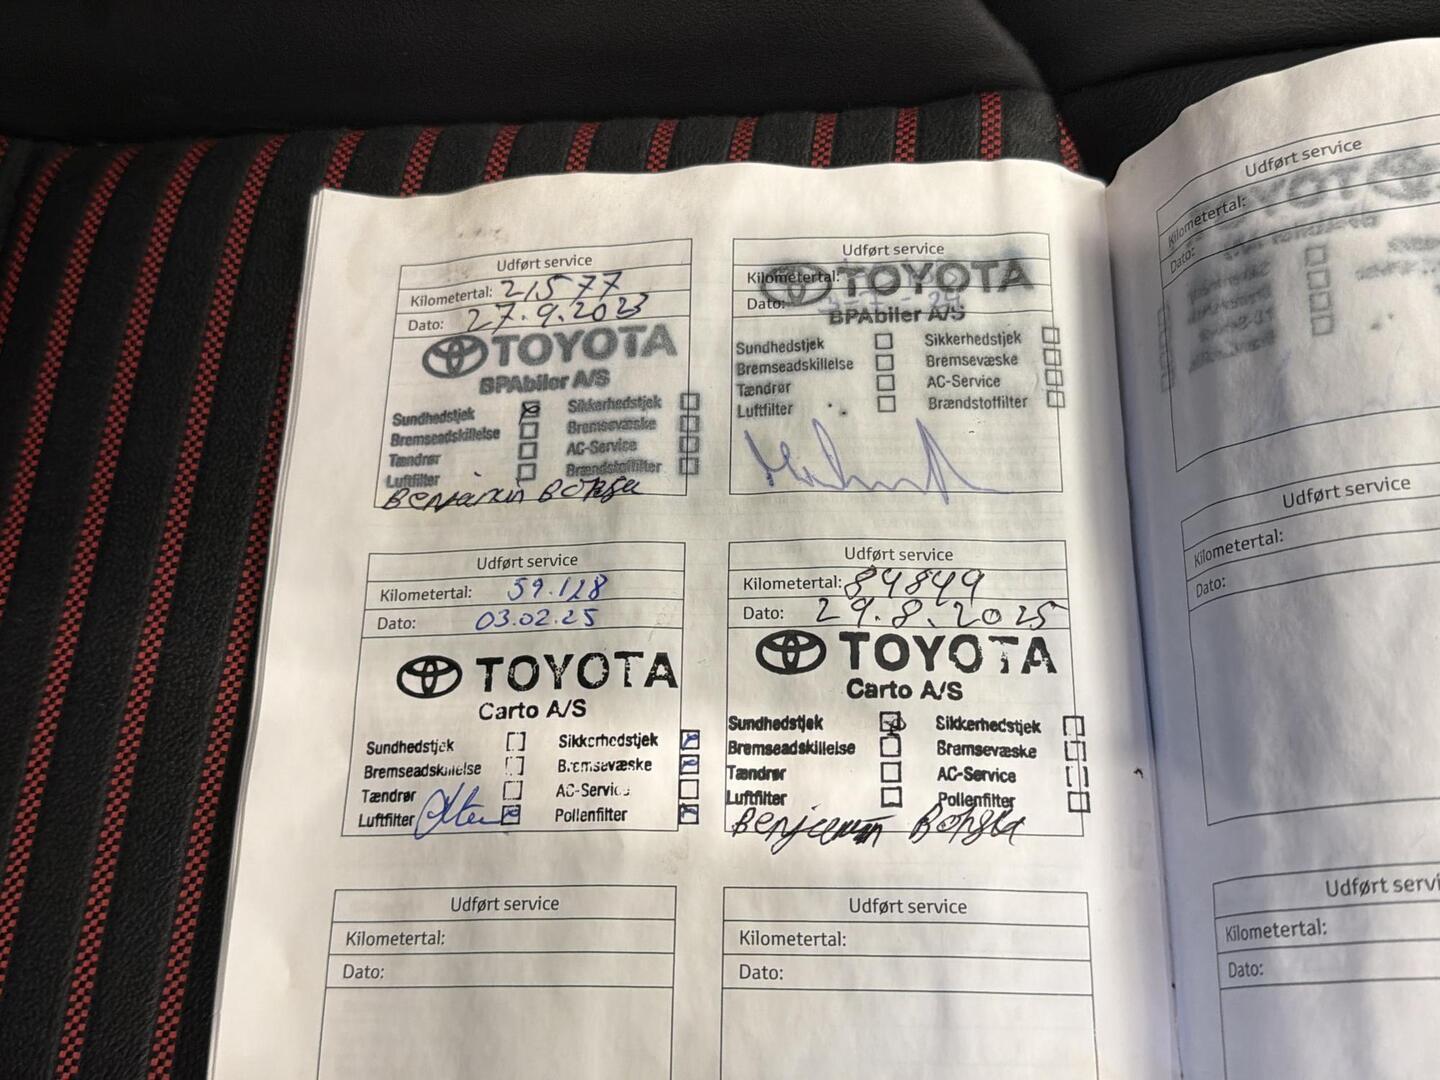 Udført service
Kilometertal: 21577
Dato: 27.9.2023
TOYOTA
BPAbiler A/S
Sundhedstjek Sikkerhedstjek
Bremseadskillelse Bremsevæske
Tændrør AC-Service
Luftfilter Brændstoffilter
Benjamin
Udført service
Kilometertal:
Dato:
TOYOTA
BPAbiler A/S
Sundhedstjek Sikkerhedstjek
Bremseadskillelse Bremsevæske
Tændrør AC-Service
Luftfilter Brændstoffilter
Udført service
Kilometertal: 59.128
Dato: 03.02.25
TOYOTA
Carto A/S
Sundhedstjek Sikkerhedstjek
Bremseadskillelse Bremsevæske
Tændrør AC-Service
Luftfilter Pollenfilter
Udført service
Kilometertal: 84849
Dato: 29.8.2025
TOYOTA
Carto A/S
Sundhedstjek Sikkerhedstjek
Bremseadskillelse Bremsevæske
Tændrør AC-Service
Luftfilter Pollenfilter
Benjamin
Udført service
Kilometertal:
Dato:
Udført service
Kilometertal:
Dato:
Udført service
Kilometertal:
Dato:
Udført service
Kilometertal:
Dato:
Udført servi
Kilometertal:
Dato: